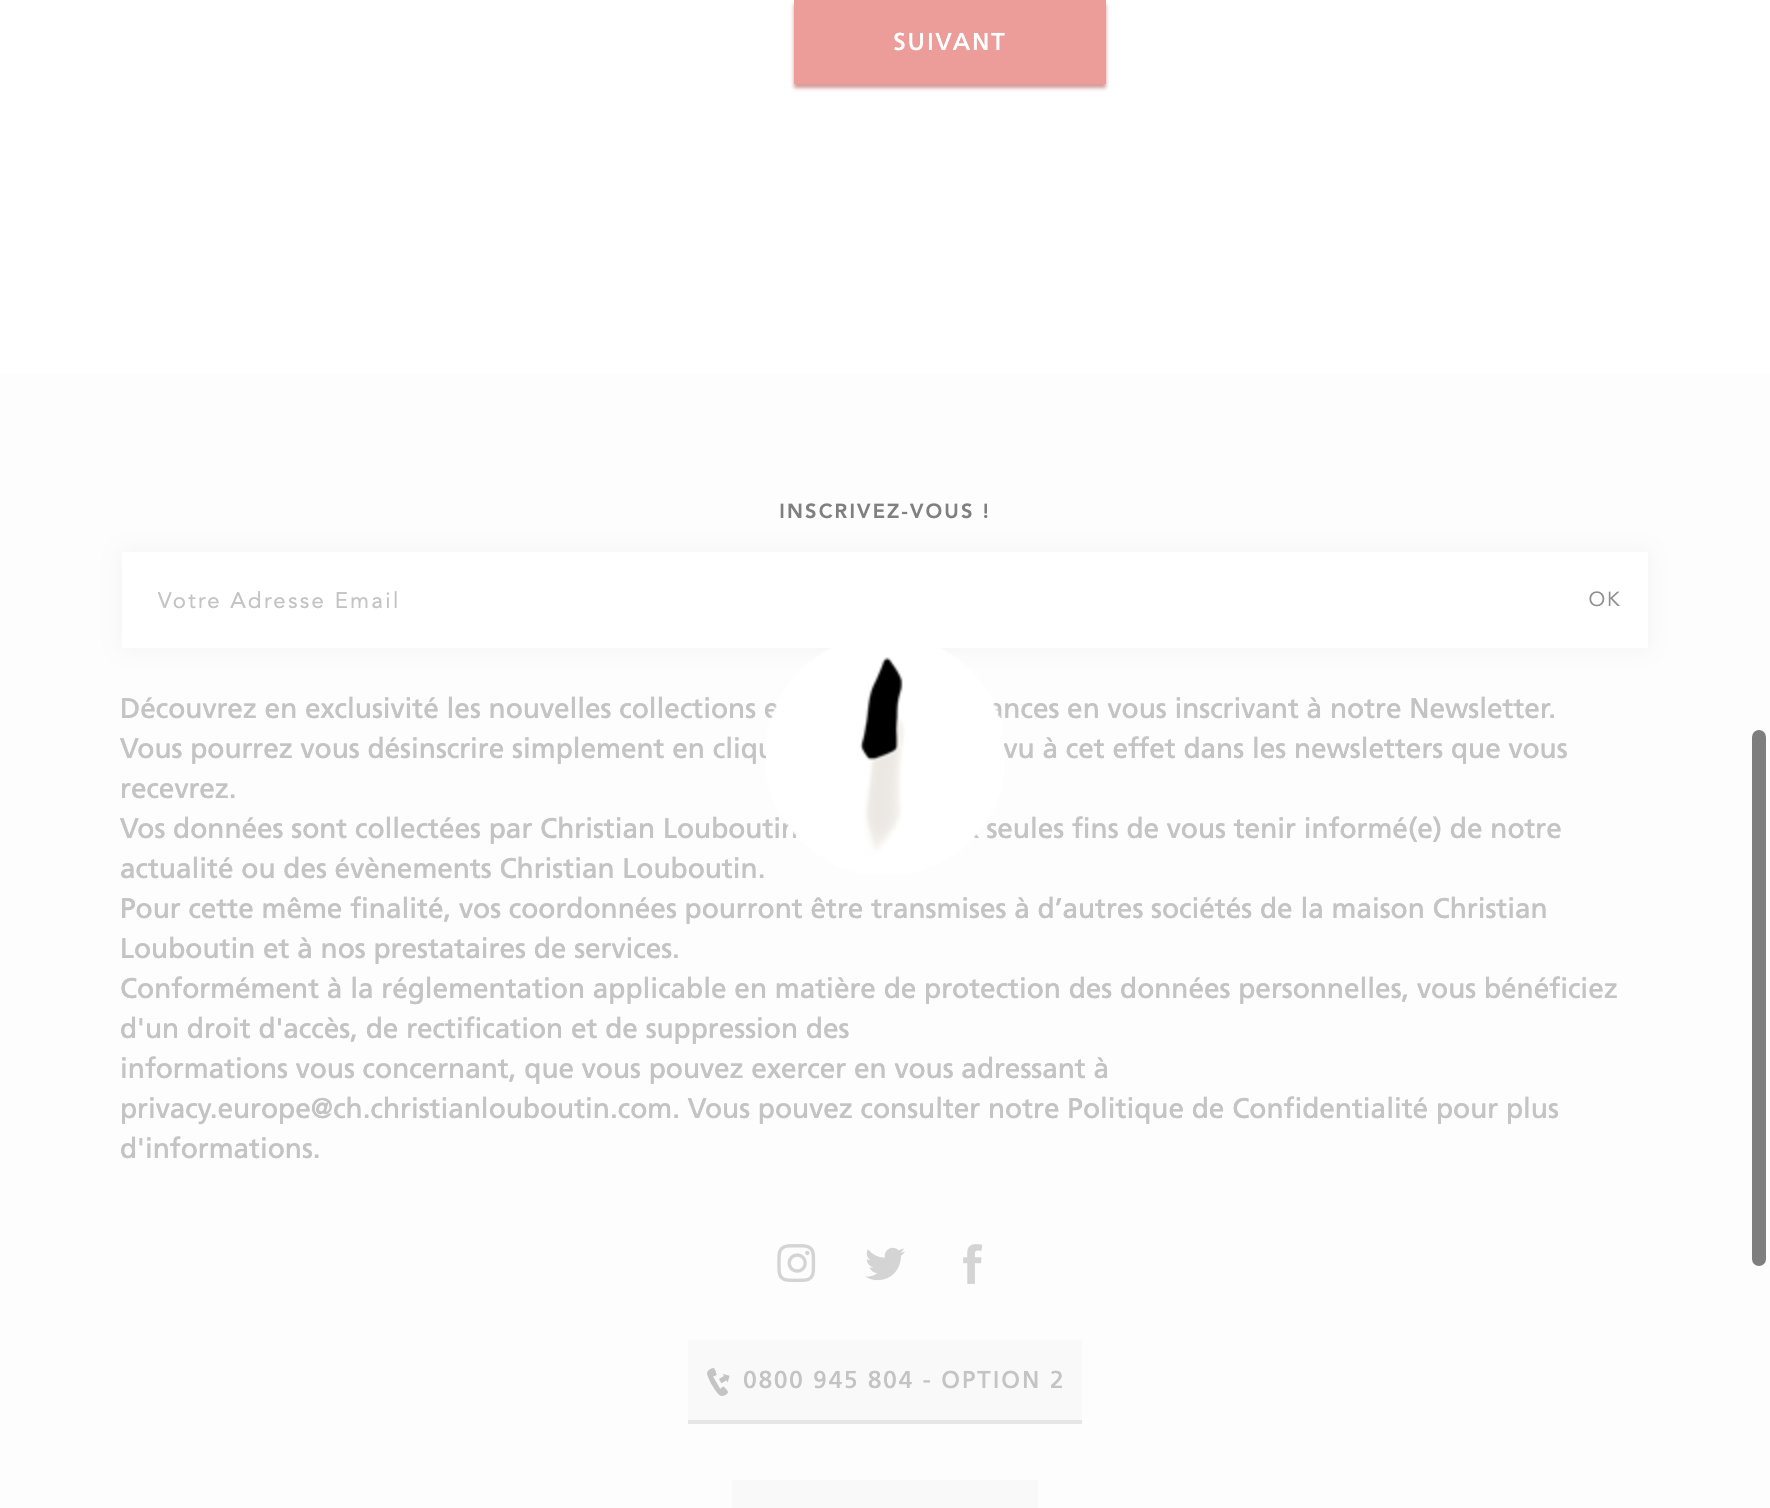 SUIVANT
INSCRIVEZ-VOUS !
Votre Adresse Email
OK
Découvrez en exclusivité les nouvelles collections ances en vous inscrivant à notre Newsletter.
Vous pourrez vous désinscrire simplement en cliqu vu à cet effet dans les newsletters que vous
recevrez.
Vos données sont collectées par Christian Louboutin seules fins de vous tenir informé(e) de notre
actualité ou des évènements Christian Louboutin.
Pour cette même finalité, vos coordonnées pourront être transmises à d’autres sociétés de la maison Christian
Louboutin et à nos prestataires de services.
Conformément à la réglementation applicable en matière de protection des données personnelles, vous bénéficiez
d'un droit d'accès, de rectification et de suppression des
informations vous concernant, que vous pouvez exercer en vous adressant à
privacy.europe@ch.christianlouboutin.com. Vous pouvez consulter notre Politique de Confidentialité pour plus
d'informations.
0800 945 804 - OPTION 2